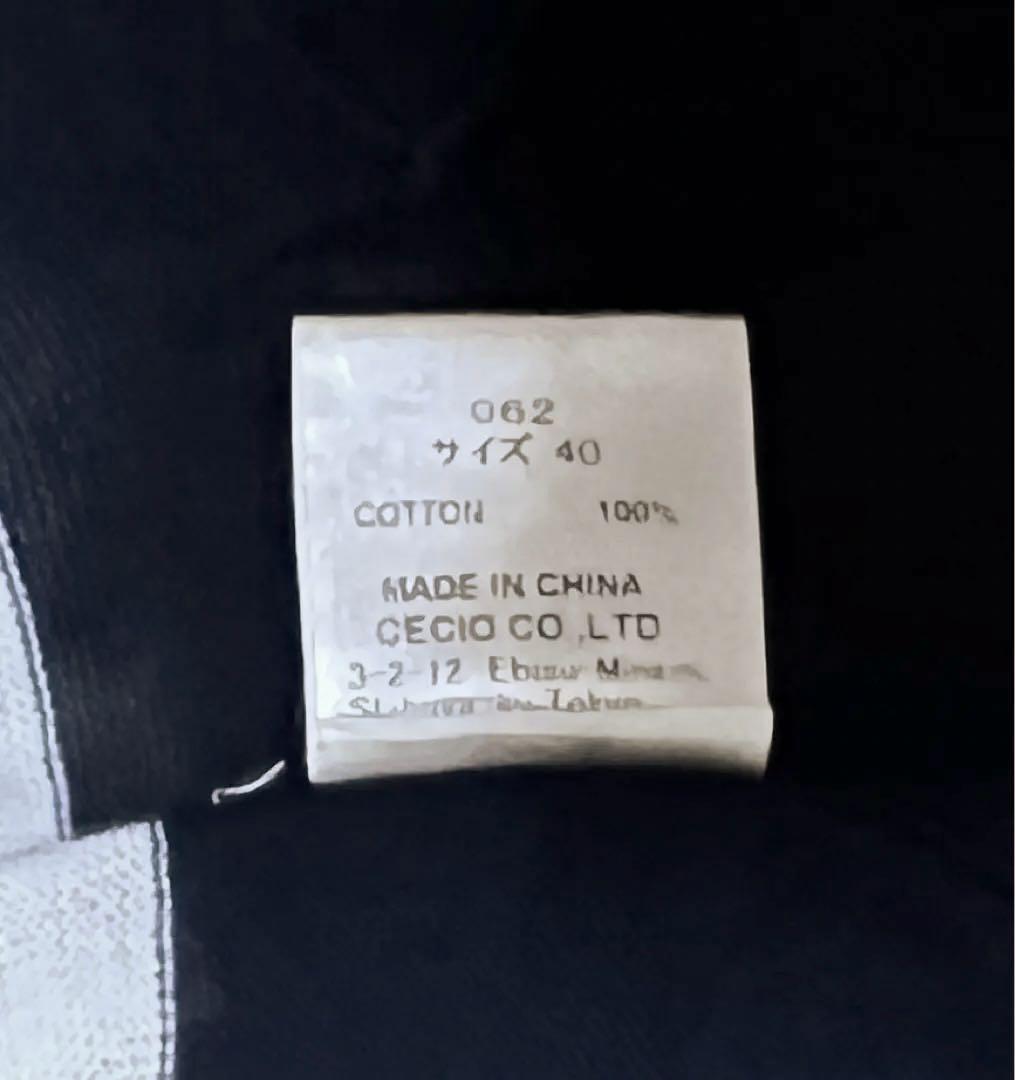 062
サイズ 40
COTTON 100%
MADE IN CHINA
CECIO CO.,LTD
3-2-12